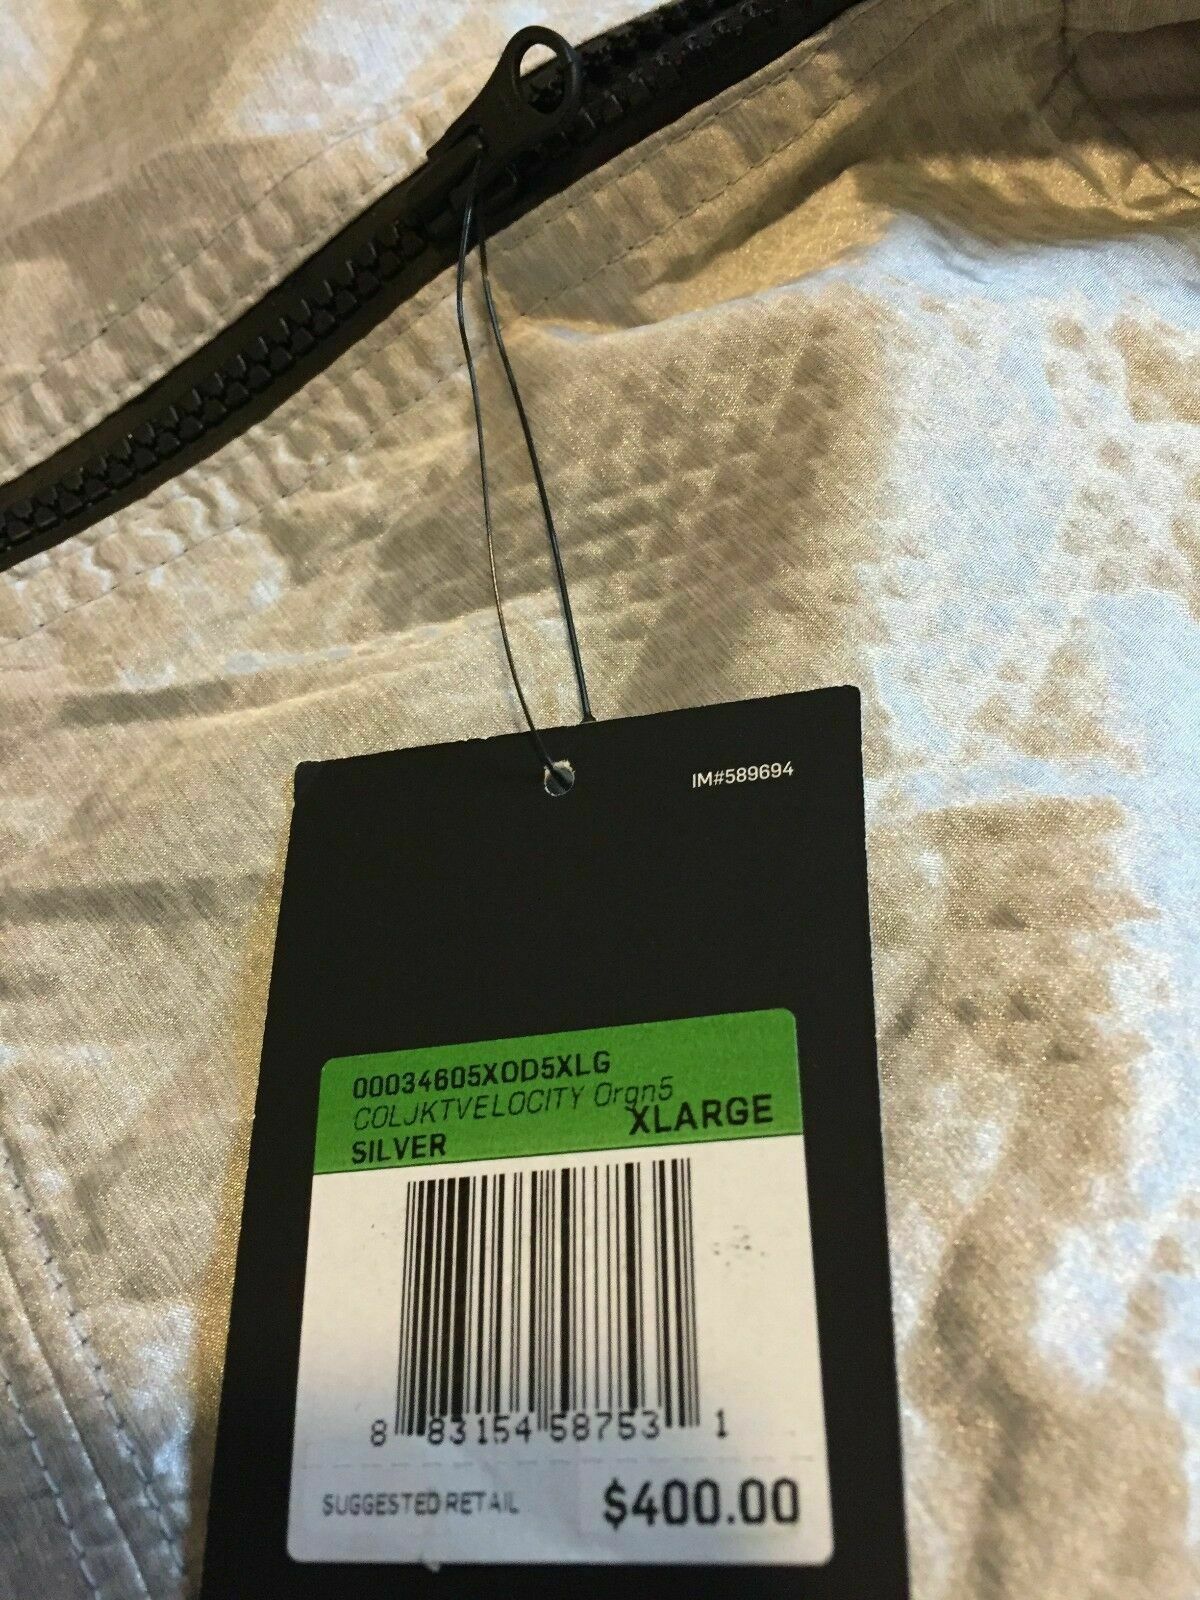 IM#589694
00034605XOD5XLG
COLJKTVELOCITY Orgn5
SILVER XLARGE
8 83154 58753 1
SUGGESTED RETAIL $400.00